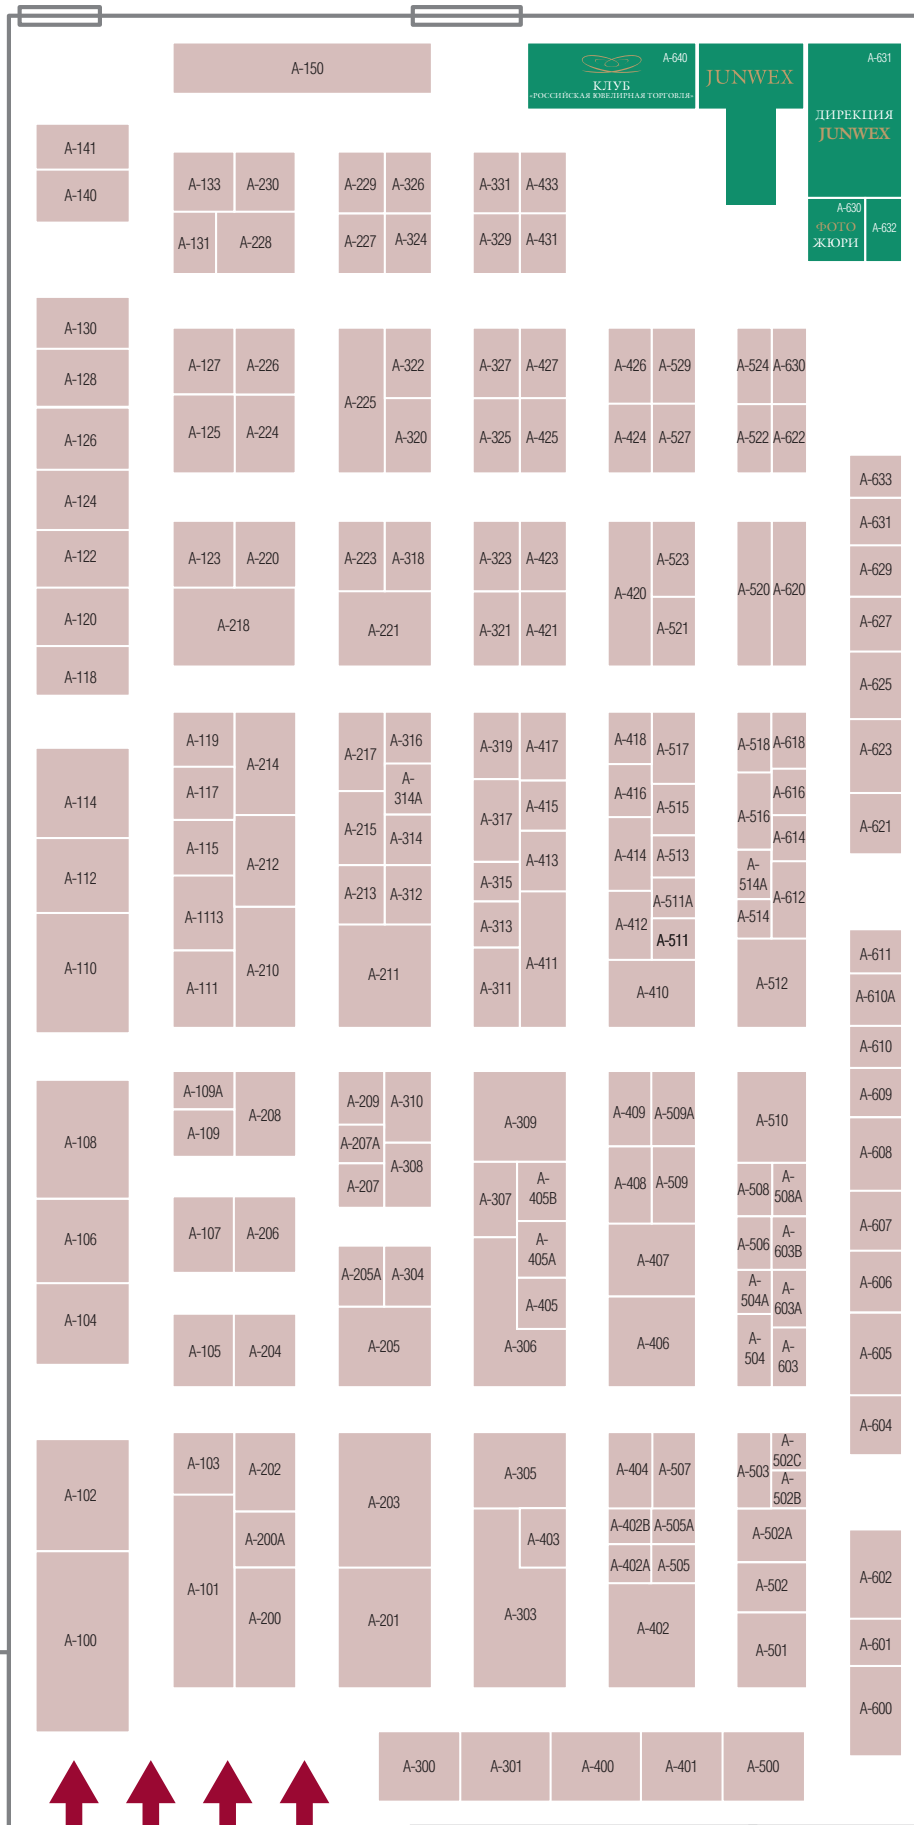 A-150
A-640
КЛУБ
«РОССИЙСКАЯ ЮВЕЛИРНАЯ ТОРГОВЛЯ»
JUNWEX
A-631
ДИРЕКЦИЯ
JUNWEX
A-630
ФОТО
ЖЮРИ
A-632
A-141
A-140
A-133 A-230 A-229 A-326 A-331 A-433
A-131 A-228 A-227 A-324 A-329 A-431
A-130
A-128
A-126
A-124
A-122
A-120
A-118
A-127 A-226 A-225 A-322 A-327 A-427 A-426 A-529 A-524 A-630
A-125 A-224 A-320 A-325 A-425 A-424 A-527 A-522 A-622
A-633
A-631
A-629
A-627
A-625
A-623
A-621
A-123 A-220 A-223 A-318 A-323 A-423 A-420 A-523 A-520 A-620
A-218 A-221 A-321 A-421 A-521
A-114
A-112
A-110
A-119
A-117
A-115
A-1113
A-111
A-214
A-212
A-210
A-217
A-215
A-213
A-211
A-316
A-
314A
A-314
A-312
A-319
A-317
A-315
A-313
A-311
A-417
A-415
A-413
A-411
A-418
A-416
A-414
A-412
A-410
A-517
A-515
A-513
A-511A
A-511
A-518
A-516
A-
514A
A-514
A-512
A-618
A-616
A-614
A-612
A-611
A-610A
A-610
A-609
A-608
A-607
A-606
A-605
A-604
A-108
A-106
A-104
A-109A
A-109
A-208
A-107 A-206
A-105 A-204
A-209
A-207A
A-207
A-310
A-308
A-205A A-304
A-205
A-309
A-307
A-
405B
A-
405A
A-405
A-306
A-409 A-509A
A-408 A-509
A-407
A-406
A-510
A-508
A-506
A-
504A
A-
504
A-
508A
A-
603B
A-
603A
A-
603
A-102
A-100
A-103
A-101
A-202
A-200A
A-200
A-203
A-201
A-305
A-403
A-303
A-404 A-507
A-402B A-505A
A-402A A-505
A-402
A-503
A-
502C
A-
502B
A-502A
A-502
A-501
A-602
A-601
A-600
A-300 A-301 A-400 A-401 A-500